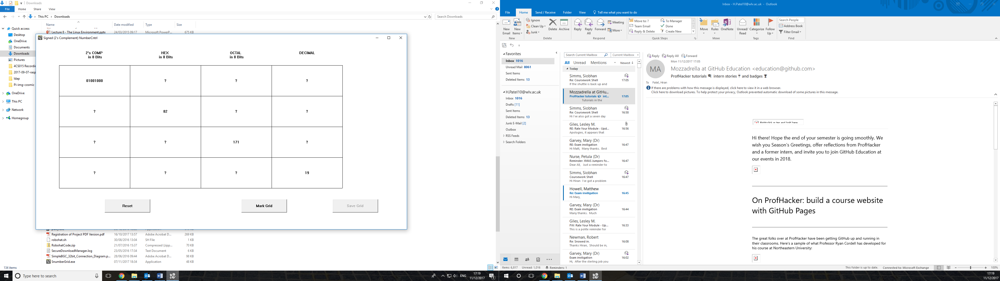 Downloads
File Home Share View
This PC > Downloads
Search Downloads
Name Date modified Type Size
Quick access
Desktop
OneDrive
Documents
Downloads
Pictures
4CS015 Recordin
2017-09-07-rasp
ldap
Pi-img-cosmic
OneDrive
This PC
Network
Homegroup
Lecture 8 - The Linux Environment.pptx 24/03/2015 09:17 Microsoft PowerP... 675 KB
Signed (2's Complement) NumberCntrl
2's COMP in 8 Bits HEX in 8 Bits OCTAL in 8 Bits DECIMAL
01001000 ? ? ?
? 82 ? ?
? ? 171 ?
? ? ? 19
Reset Mark Grid Save Grid
Registration of Project PDF Version.pdf 16/10/2017 13:57 Adobe Acrobat D... 269 KB
robohat.sh 30/08/2016 13:04 SH File 1 KB
RobohatCode.zip 21/07/2016 15:37 Compressed (zipp... 70 KB
SecureDownloadManager.log 23/05/2016 17:34 Text Document 6 KB
SimpleBGC_32bit_Connection_Diagram.p... 28/06/2016 09:44 Adobe Acrobat D... 98 KB
SnumberGrid.exe 07/11/2017 18:34 Application 48 KB
134 items
Type here to search
ENG 17:19
11/12/2017
Inbox - H.Patel10@wlv.ac.uk - Outlook
File Home Send / Receive Folder View Tell me what you want to do
New Email
New Items
New
Ignore
Clean Up
Junk
Delete Archive
Delete
Reply Reply All Forward
Meeting
More
Respond
Move to: ? To Manager
Team Email Done
Reply & Delete Create New
Quick Steps
Move Rules OneNote
Move
Unread/ Read Categorize Follow Up
Tags
Search People
Address Book
Filter Email
Find
Favorites
Inbox 1016
Unread Mail 8061
Sent Items
Deleted Items 13
H.Patel10@wlv.ac.uk
Inbox 1016
Drafts [11]
Sent Items
Deleted Items 13
Junk E-Mail [2]
Outbox
RSS Feeds
Search Folders
Search Current Mailbox Current Mailbox
All Unread Mentions Newest
Today
Simms, Siobhan
Re: Coursework Shell 17:05
If the shuttle is back up and
Mozzadrella at GitHu...
ProfHacker tutorials int... 17:05
Tutorials in the
Simms, Siobhan
Re: Coursework Shell 16:58
Hi I've also got a seven day
Giles, Lesley M.
RE: Rate Your Module - Upd... 16:56
Apologies, it appears that
Garvey, Mary (Dr)
RE: Exam inviligation 16:47
Hi Matt, Many thanks. Best
Nurse, Petula (Dr)
Reminder: XMAS Jumpers fo... 16:47
Dear All, Just a reminder to
Simms, Siobhan
Coursework Shell 16:47
Hi Hiran I've got a problem
Howell, Matthew
Re: Exam inviligation 16:45
Hi Mary,
Garvey, Mary (Dr)
RE: Exam inviligation 16:44
Many thanks. Much
Giles, Lesley M.
FW: Rate Your Module - Up... 16:33
This is a polite reminder for
Newman, Robert
Re: Snowed in. 16:08
Thanks Hiran, Should be in,
Garvey, Mary (Dr)
Exam inviligation 16:02
Hi, After the sterling job you
Reply Reply All Forward
Mon 11/12/2017 17:05
MA
Mozzadrella at GitHub Education <education@github.com>
ProfHacker tutorials intern stories and badges
To Patel, Hiran
If there are problems with how this message is displayed, click here to view it in a web browser.
Click here to download pictures. To help protect your privacy, Outlook prevented automatic download of some pictures in this message.
Hi there! Hope the end of your semester is going smoothly. We
wish you Season's Greetings, offer reflections from ProfHacker
and a former intern, and invite you to join GitHub Education at
our events in 2018.
On ProfHacker: build a course website
with GitHub Pages
The great folks over at ProfHacker have been getting GitHub up and running in
their classrooms. Here's a sample of what Professor Ryan Cordell has developed for
his course at Northeastern University:
Items: 6,817 Unread: 1,016 Reminders: 1
This folder is up to date. Connected to: Microsoft Exchange 100%
17:19
11/12/2017